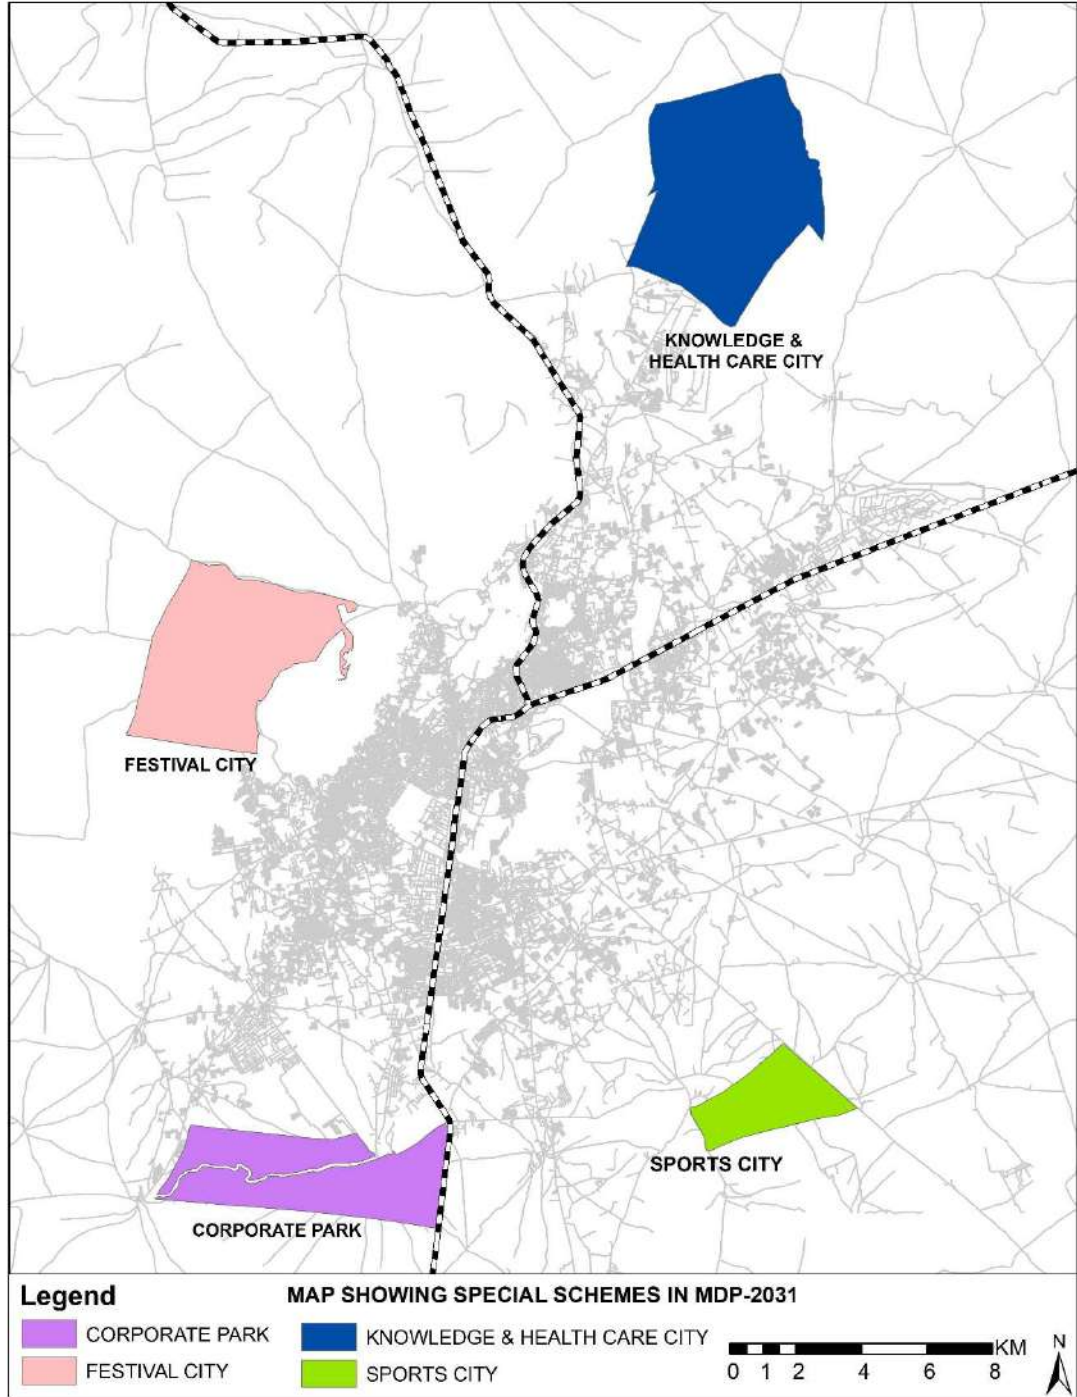 KNOWLEDGE &
HEALTH CARE CITY
FESTIVAL CITY
SPORTS CITY
CORPORATE PARK
Legend
MAP SHOWING SPECIAL SCHEMES IN MDP-2031
CORPORATE PARK
KNOWLEDGE & HEALTH CARE CITY
FESTIVAL CITY
SPORTS CITY
KM
0 1 2 4 6 8
N